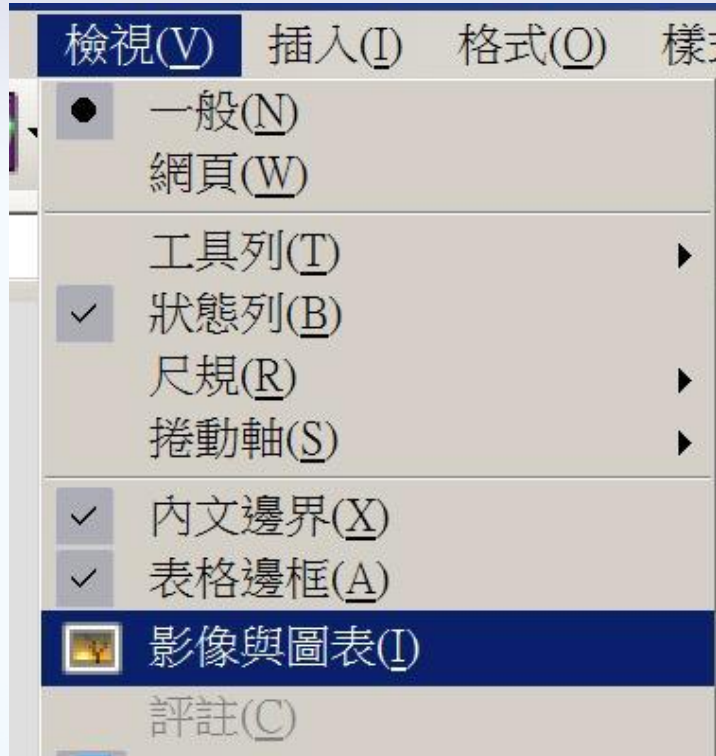 檢視(V) 插入(I) 格式(O)
一般(N)
網頁(W)
工具列(T)
狀態列(B)
尺規(R)
捲動軸(S)
內文邊界(X)
表格邊框(A)
影像與圖表(I)
評註(C)